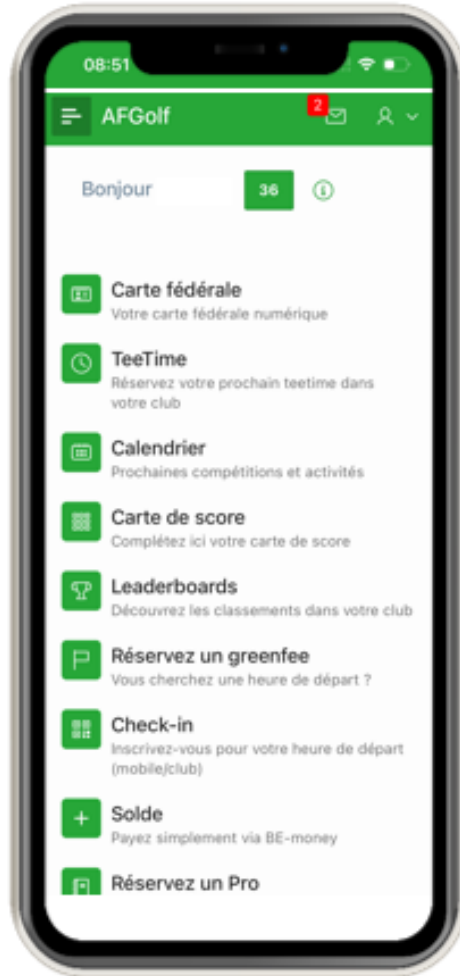 08:51
AFGolf
2
Bonjour
36
Carte fédérale
Votre carte fédérale numérique
TeeTime
Réservez votre prochain teetime dans
votre club
Calendrier
Prochaines compétitions et activités
Carte de score
Complétez ici votre carte de score
Leaderboards
Découvrez les classements dans votre club
Réservez un greenfee
Vous cherchez une heure de départ ?
Check-in
Inscrivez-vous pour votre heure de départ
(mobile/club)
Solde
Payez simplement via BE-money
Réservez un Pro